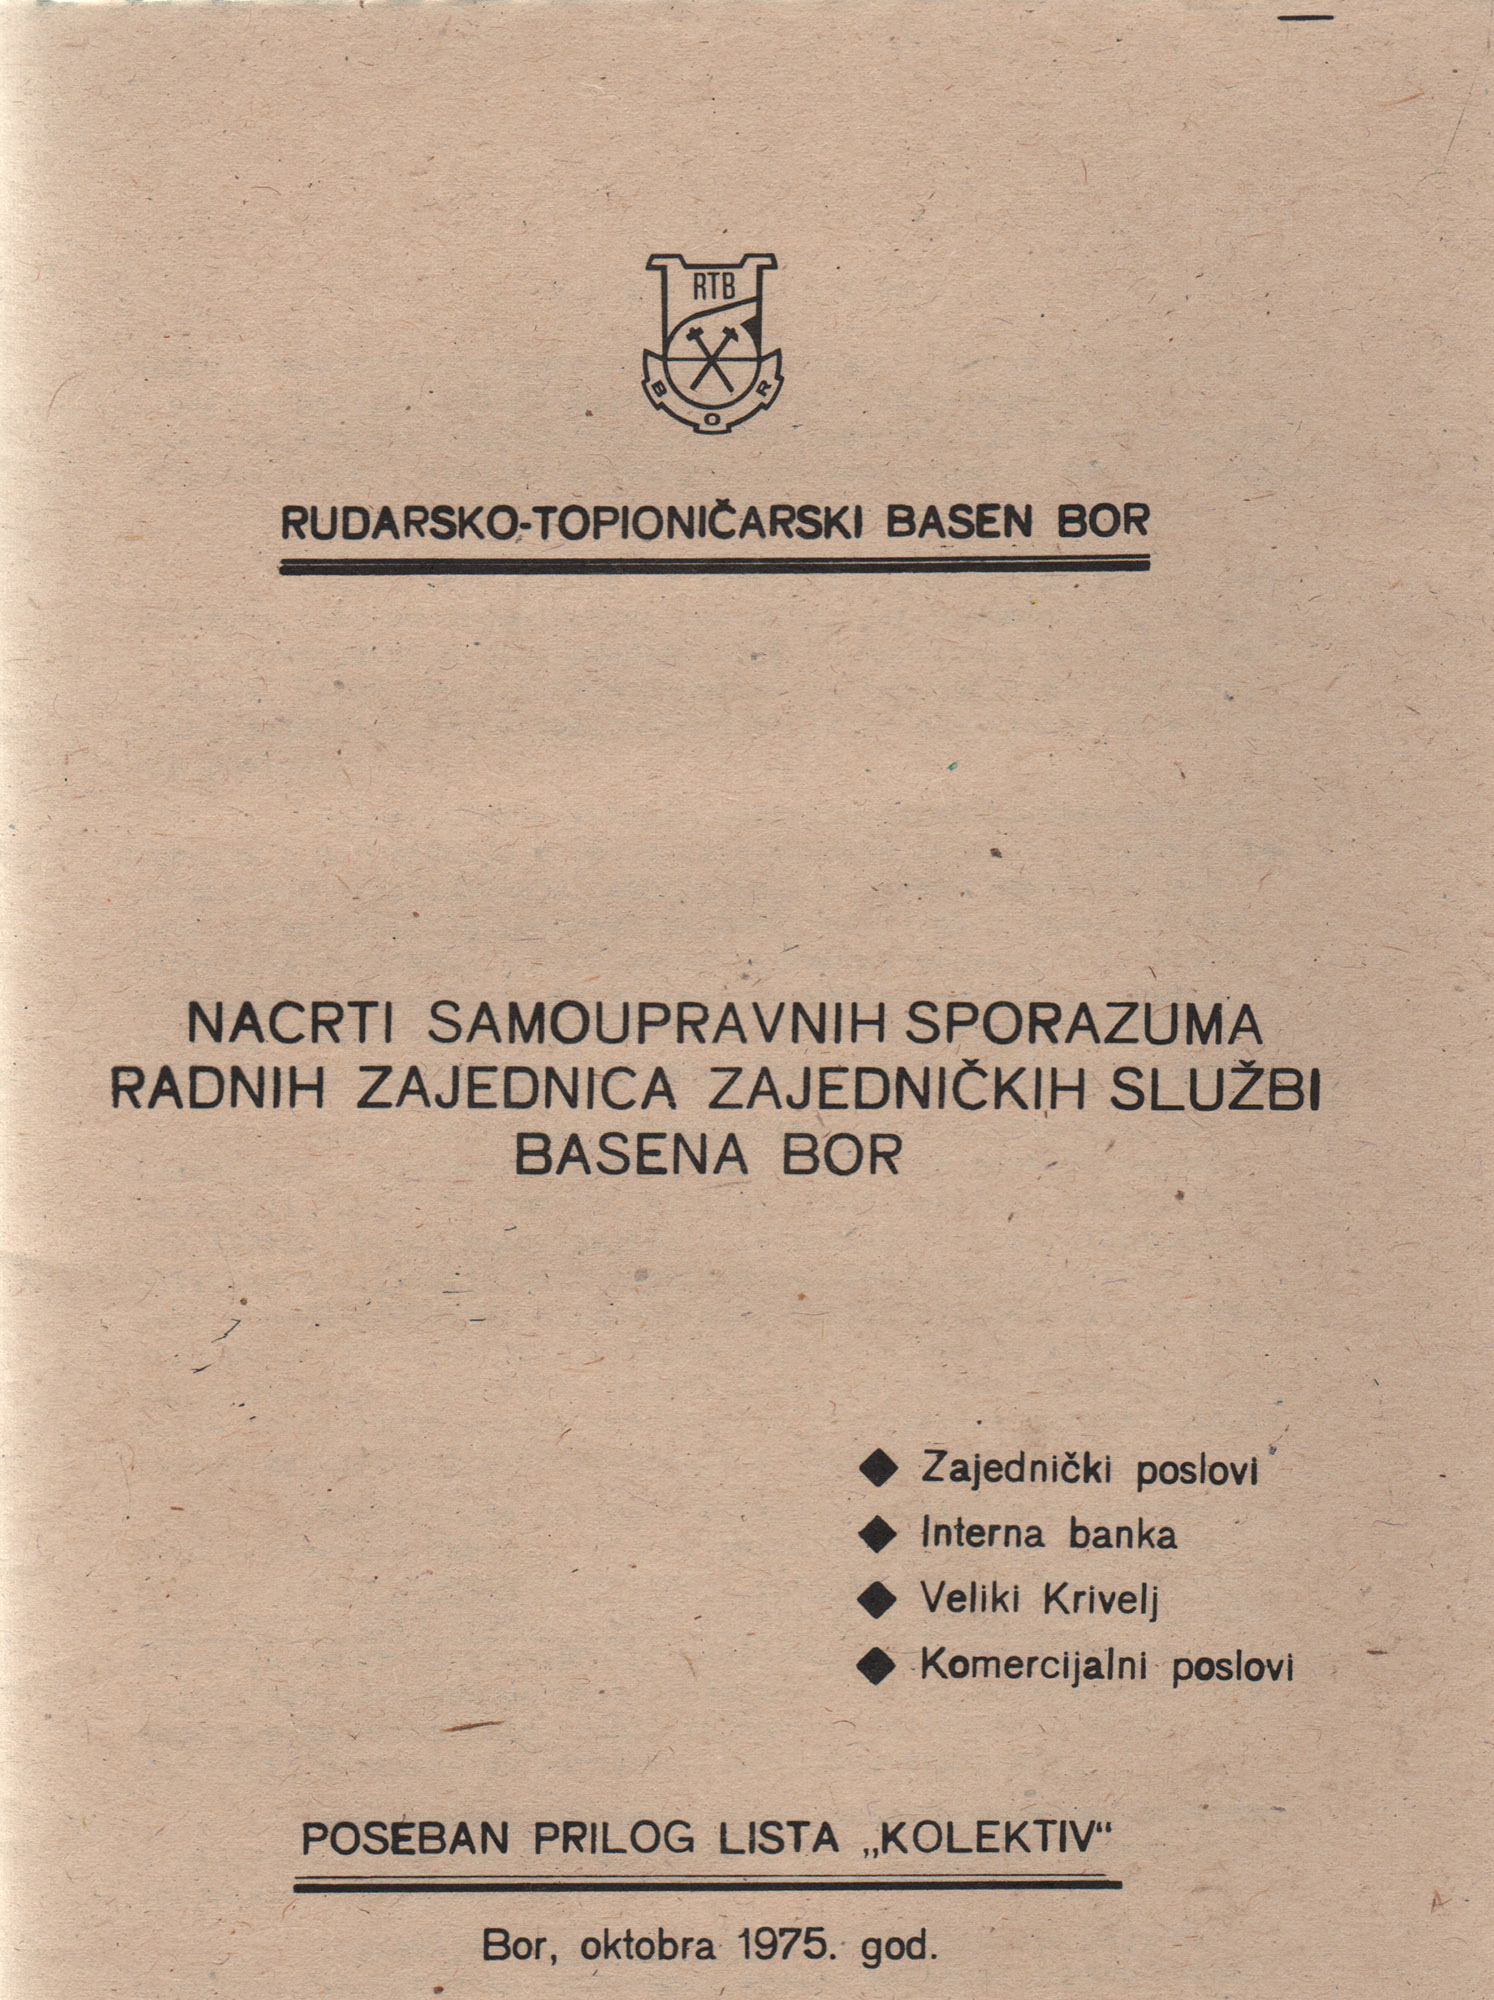 RTB
BOR
RUDARSKO-TOPIONIČARSKI BASEN BOR
NACRTI SAMOUPRAVNIH SPORAZUMA
RADNIH ZAJEDNICA ZAJEDNIČKIH SLUŽBI
BASENA BOR
◆ Zajednički poslovi
◆ Interna banka
◆ Veliki Krivelj
◆ Komercijalni poslovi
POSEBAN PRILOG LISTA „KOLEKTIV“
Bor, oktobra 1975. god.